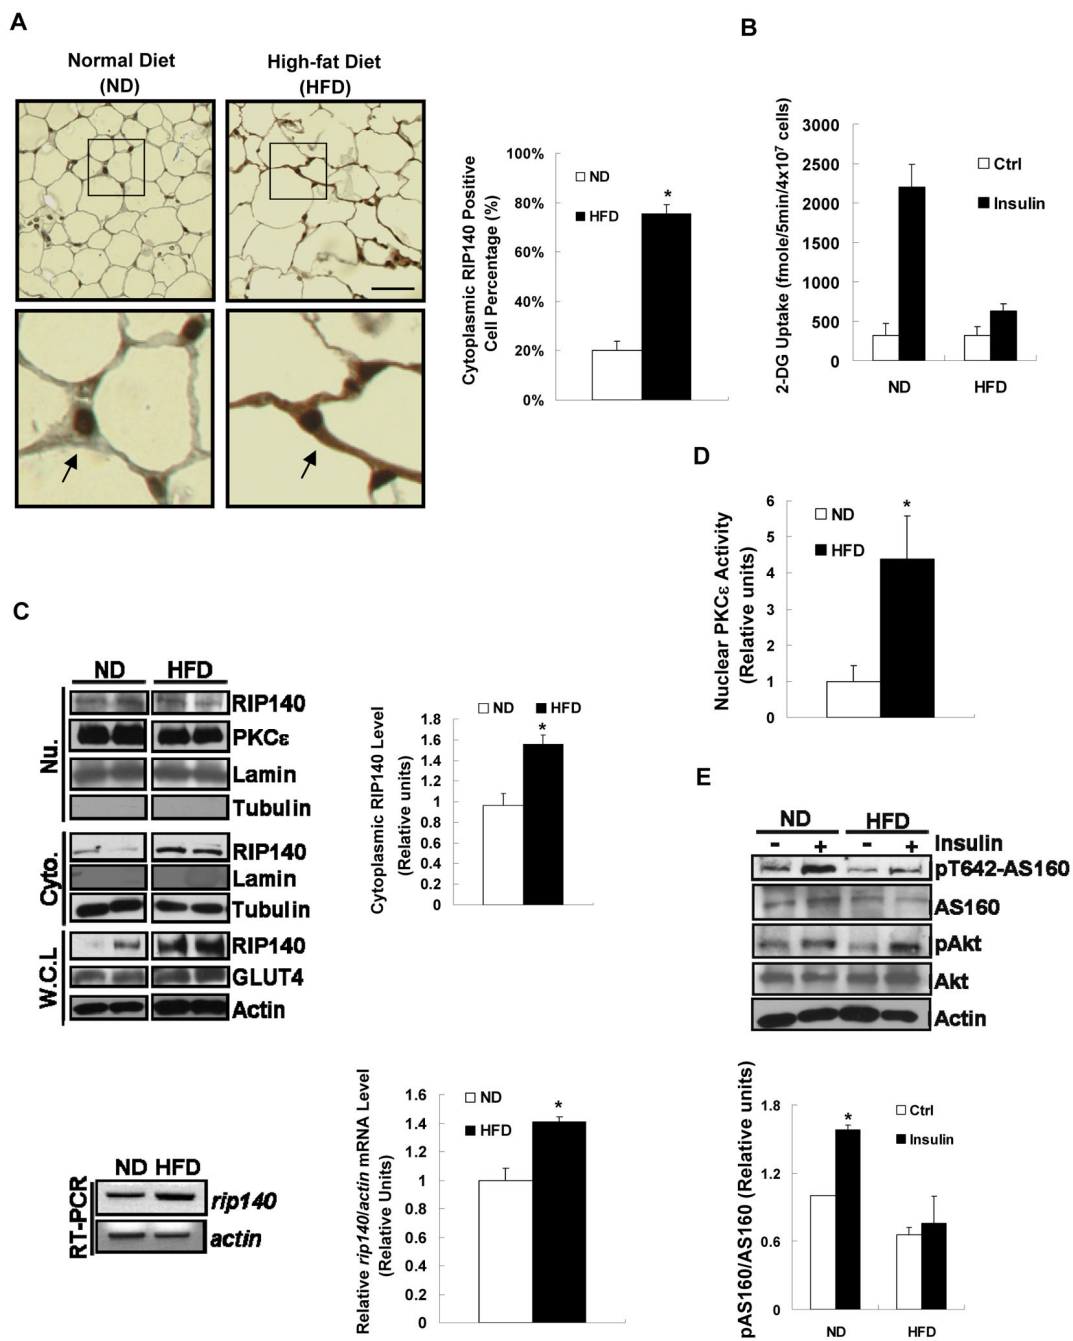 A
Normal Diet
(ND)
High-fat Diet
(HFD)
Cytoplasmic RIP140 Positive
Cell Percentage (%)
100%
80%
60%
40%
20%
0%
ND
HFD
*
B
2-DG Uptake (fmole/5min/4x10⁷ cells)
3000
2500
2000
1500
1000
500
0
Ctrl
Insulin
ND
HFD
C
ND
HFD
Nu.
RIP140
PKCε
Lamin
Tubulin
Cyto.
RIP140
Lamin
Tubulin
W.C.L
RIP140
GLUT4
Actin
Cytoplasmic RIP140 Level
(Relative units)
1.8
1.6
1.4
1.2
1
0.8
0.6
0.4
0.2
0
ND
HFD
*
RT-PCR
ND HFD
rip140
actin
Relative rip140/actin mRNA Level
(Relative Units)
1.6
1.4
1.2
1
0.8
0.6
0.4
0.2
0
ND
HFD
*
D
Nuclear PKCε Activity
(Relative units)
6
5
4
3
2
1
0
ND
HFD
*
E
ND
HFD
- + - + Insulin
pT642-AS160
AS160
pAkt
Akt
Actin
pAS160/AS160 (Relative units)
1.8
1.2
0.6
0
Ctrl
Insulin
*
ND
HFD